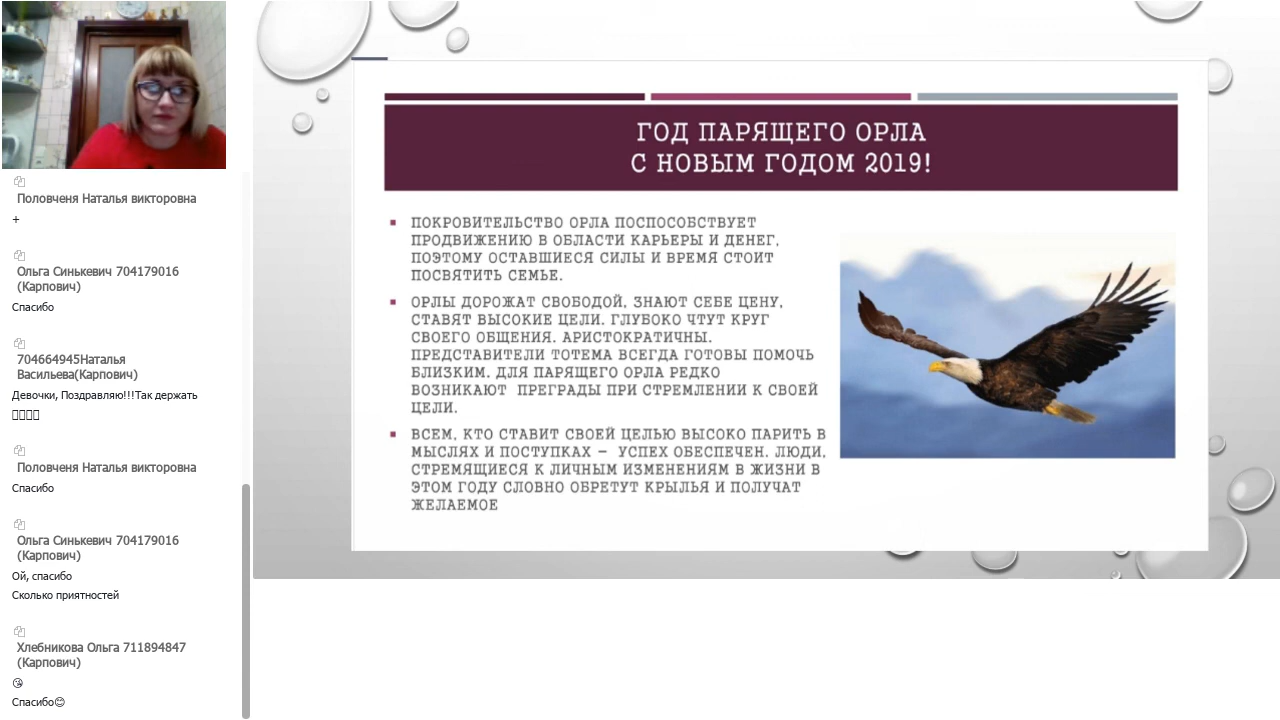 Половченя Наталья викторовна
+
Ольга Синькевич 704179016
(Карпович)
Спасибо
704664945Наталья
Васильева(Карпович)
Девочки, Поздравляю!!!Так держать
Половченя Наталья викторовна
Спасибо
Ольга Синькевич 704179016
(Карпович)
Ой, спасибо
Сколько приятностей
Хлебникова Ольга 711894847
(Карпович)
😘
Спасибо😊
ГОД ПАРЯЩЕГО ОРЛА
С НОВЫМ ГОДОМ 2019!
ПОКРОВИТЕЛЬСТВО ОРЛА ПОСПОСОБСТВУЕТ
ПРОДВИЖЕНИЮ В ОБЛАСТИ КАРЬЕРЫ И ДЕНЕГ,
ПОЭТОМУ ОСТАВШИЕСЯ СИЛЫ И ВРЕМЯ СТОИТ
ПОСВЯТИТЬ СЕМЬЕ.
ОРЛЫ ДОРОЖАТ СВОБОДОЙ, ЗНАЮТ СЕБЕ ЦЕНУ,
СТАВЯТ ВЫСОКИЕ ЦЕЛИ. ГЛУБОКО ЧТУТ КРУГ
СВОЕГО ОБЩЕНИЯ. АРИСТОКРАТИЧНЫ.
ПРЕДСТАВИТЕЛИ ТОТЕМА ВСЕГДА ГОТОВЫ ПОМОЧЬ
БЛИЗКИМ. ДЛЯ ПАРЯЩЕГО ОРЛА РЕДКО
ВОЗНИКАЮТ ПРЕГРАДЫ ПРИ СТРЕМЛЕНИИ К СВОЕЙ
ЦЕЛИ.
ВСЕМ, КТО СТАВИТ СВОЕЙ ЦЕЛЬЮ ВЫСОКО ПАРИТЬ В
МЫСЛЯХ И ПОСТУПКАХ – УСПЕХ ОБЕСПЕЧЕН. ЛЮДИ,
СТРЕМЯЩИЕСЯ К ЛИЧНЫМ ИЗМЕНЕНИЯМ В ЖИЗНИ В
ЭТОМ ГОДУ СЛОВНО ОБРЕТУТ КРЫЛЬЯ И ПОЛУЧАТ
ЖЕЛАЕМОЕ